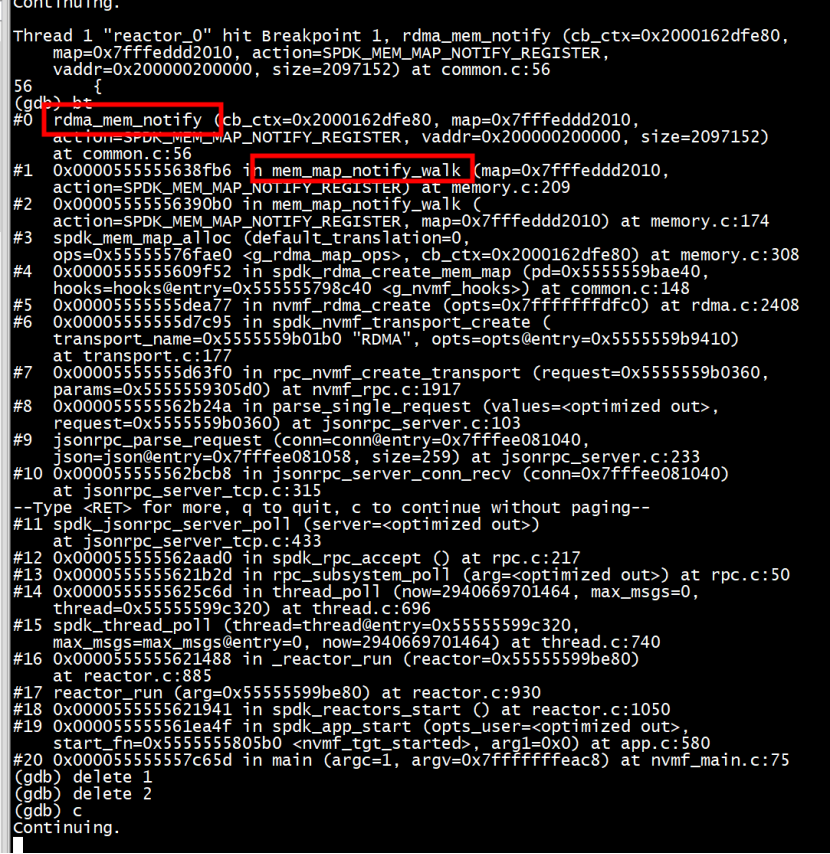 Continuing.
Thread 1 "reactor_0" hit Breakpoint 1, rdma_mem_notify (cb_ctx=0x2000162dfe80,
map=0x7fffeddd2010, action=SPDK_MEM_MAP_NOTIFY_REGISTER,
vaddr=0x200000200000, size=2097152) at common.c:56
56 {
(gdb) bt
#0 rdma_mem_notify (cb_ctx=0x2000162dfe80, map=0x7fffeddd2010,
action=SPDK_MEM_MAP_NOTIFY_REGISTER, vaddr=0x200000200000, size=2097152)
at common.c:56
#1 0x0000555555638fb6 in mem_map_notify_walk (map=0x7fffeddd2010,
action=SPDK_MEM_MAP_NOTIFY_REGISTER) at memory.c:209
#2 0x00005555556390b0 in mem_map_notify_walk (
action=SPDK_MEM_MAP_NOTIFY_REGISTER, map=0x7fffeddd2010) at memory.c:174
#3 spdk_mem_map_alloc (default_translation=0,
ops=0x55555576fae0 <g_rdma_map_ops>, cb_ctx=0x2000162dfe80) at memory.c:308
#4 0x0000555555609f52 in spdk_rdma_create_mem_map (pd=0x5555559bae40,
hooks=hooks@entry=0x555555798c40 <g_nvmf_hooks>) at common.c:148
#5 0x00005555555dea77 in nvmf_rdma_create (opts=0x7fffffffdfc0) at rdma.c:2408
#6 0x00005555555d7c95 in spdk_nvmf_transport_create (
transport_name=0x5555559b01b0 "RDMA", opts=opts@entry=0x5555559b9410)
at transport.c:177
#7 0x00005555555d63f0 in rpc_nvmf_create_transport (request=0x5555559b0360,
params=0x5555559305d0) at nvmf_rpc.c:1917
#8 0x000055555562b24a in parse_single_request (values=<optimized out>,
request=0x5555559b0360) at jsonrpc_server.c:103
#9 jsonrpc_parse_request (conn=conn@entry=0x7fffee081040,
json=json@entry=0x7fffee081058, size=259) at jsonrpc_server.c:233
#10 0x000055555562bcb8 in jsonrpc_server_conn_recv (conn=0x7fffee081040)
at jsonrpc_server_tcp.c:315
--Type <RET> for more, q to quit, c to continue without paging--
#11 spdk_jsonrpc_server_poll (server=<optimized out>)
at jsonrpc_server_tcp.c:433
#12 0x000055555562aad0 in spdk_rpc_accept () at rpc.c:217
#13 0x0000555555621b2d in rpc_subsystem_poll (arg=<optimized out>) at rpc.c:50
#14 0x0000555555625c6d in thread_poll (now=2940669701464, max_msgs=0,
thread=0x55555599c320) at thread.c:696
#15 spdk_thread_poll (thread=thread@entry=0x55555599c320,
max_msgs=max_msgs@entry=0, now=2940669701464) at thread.c:740
#16 0x0000555555621488 in _reactor_run (reactor=0x55555599be80)
at reactor.c:885
#17 reactor_run (arg=0x55555599be80) at reactor.c:930
#18 0x0000555555621941 in spdk_reactors_start () at reactor.c:1050
#19 0x000055555561ea4f in spdk_app_start (opts_user=<optimized out>,
start_fn=0x5555555805b0 <nvmf_tgt_started>, arg1=0x0) at app.c:580
#20 0x000055555557c65d in main (argc=1, argv=0x7fffffffeac8) at nvmf_main.c:75
(gdb) delete 1
(gdb) delete 2
(gdb) c
Continuing.